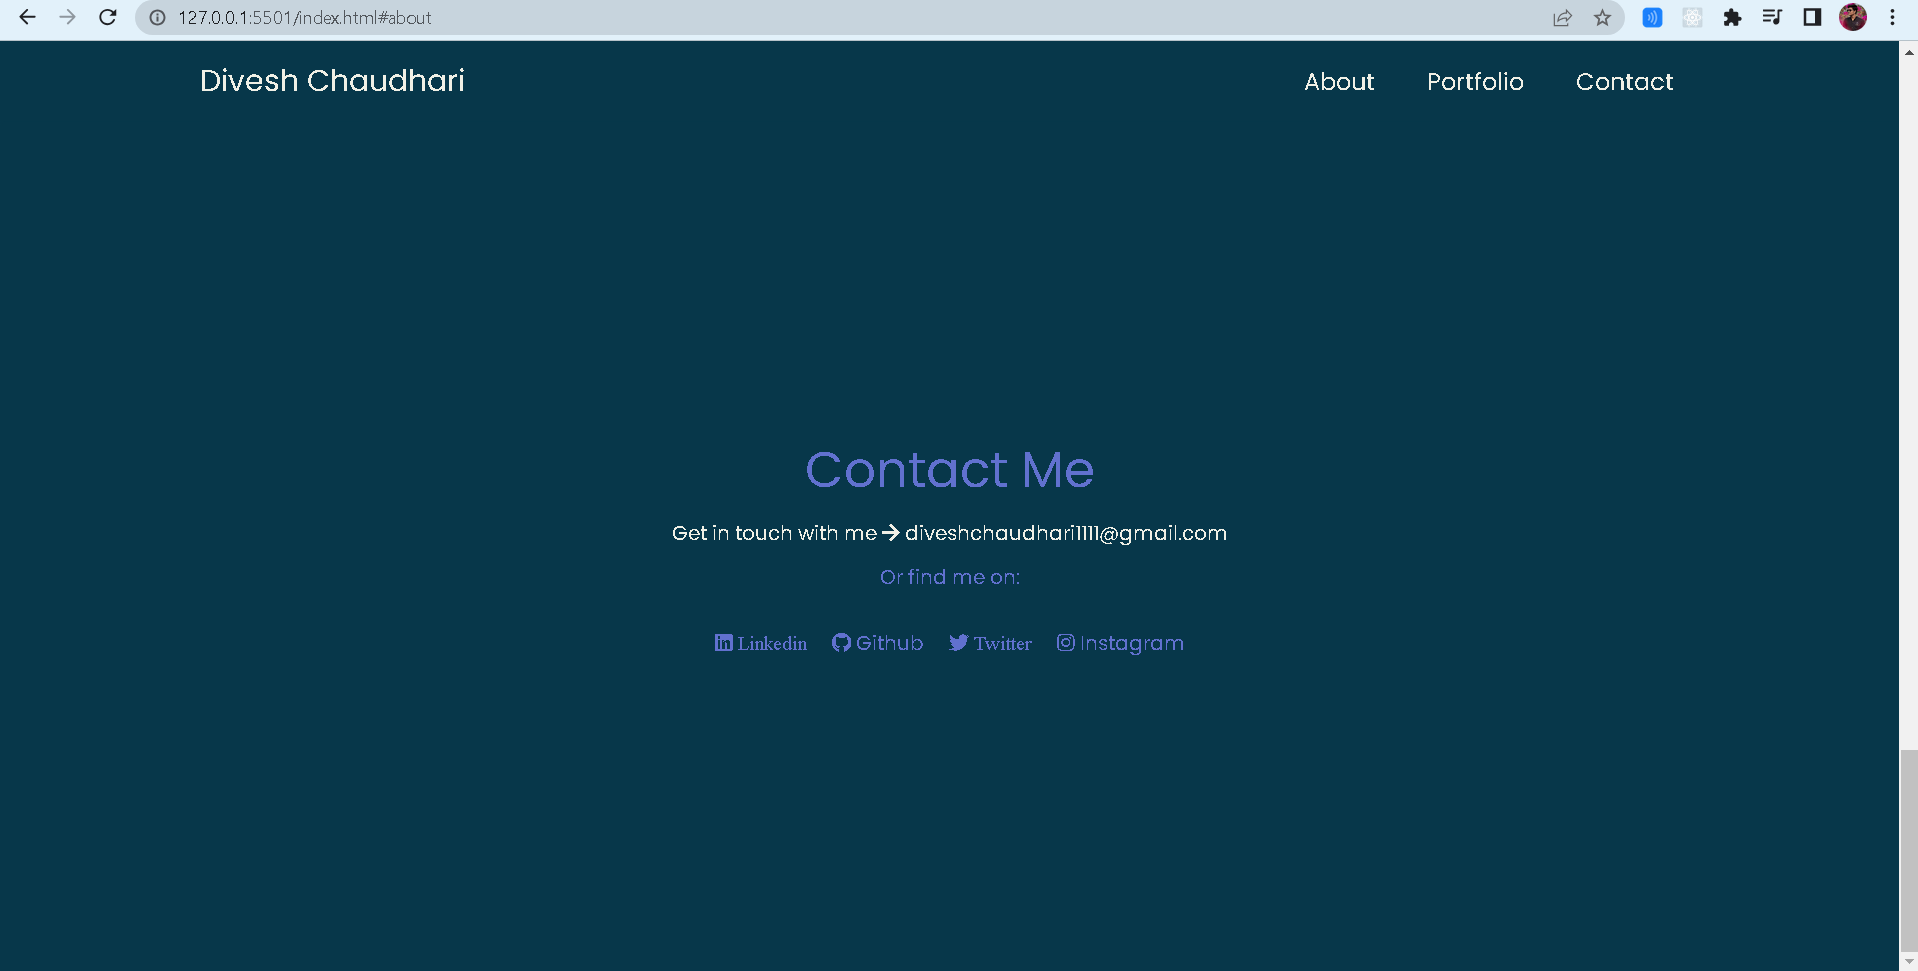 127.0.0.1:5501/index.html#about
Divesh Chaudhari About Portfolio Contact
Contact Me
Get in touch with me → diveshchaudhari1111@gmail.com
Or find me on:
Linkedin Github Twitter Instagram